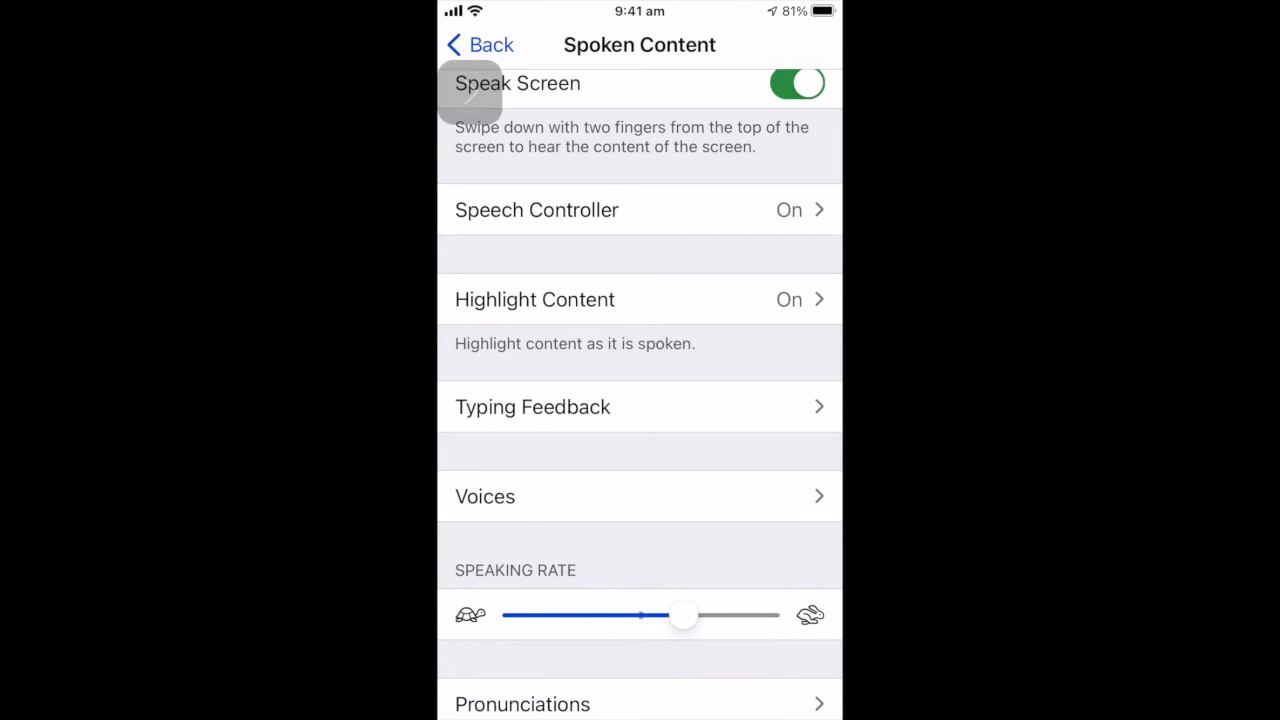 9:41 am
81%
Back
Spoken Content
Speak Screen
Swipe down with two fingers from the top of the
screen to hear the content of the screen.
Speech Controller On
Highlight Content On
Highlight content as it is spoken.
Typing Feedback
Voices
SPEAKING RATE
Pronunciations